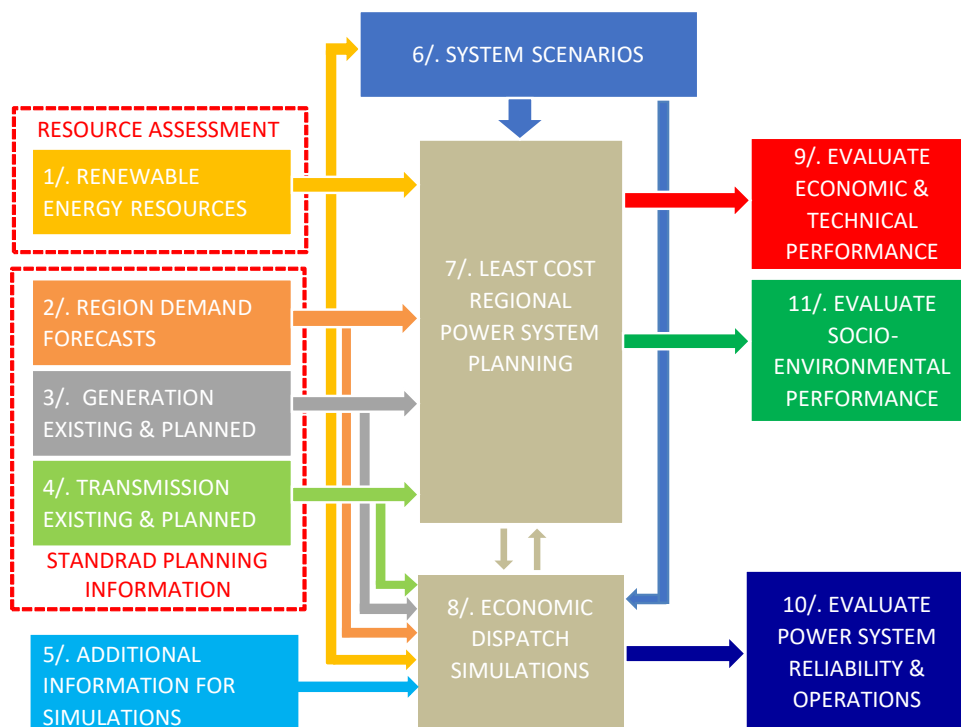 6/. SYSTEM SCENARIOS
RESOURCE ASSESSMENT
1/. RENEWABLE
ENERGY RESOURCES
2/. REGION DEMAND
FORECASTS
3/.  GENERATION
EXISTING & PLANNED
4/. TRANSMISSION
EXISTING & PLANNED
STANDRAD PLANNING
INFORMATION
5/. ADDITIONAL
INFORMATION FOR
SIMULATIONS
7/. LEAST COST
REGIONAL
POWER SYSTEM
PLANNING
8/. ECONOMIC
DISPATCH
SIMULATIONS
9/. EVALUATE
ECONOMIC &
TECHNICAL
PERFORMANCE
11/. EVALUATE
SOCIO-
ENVIRONMENTAL
PERFORMANCE
10/. EVALUATE
POWER SYSTEM
RELIABILITY &
OPERATIONS